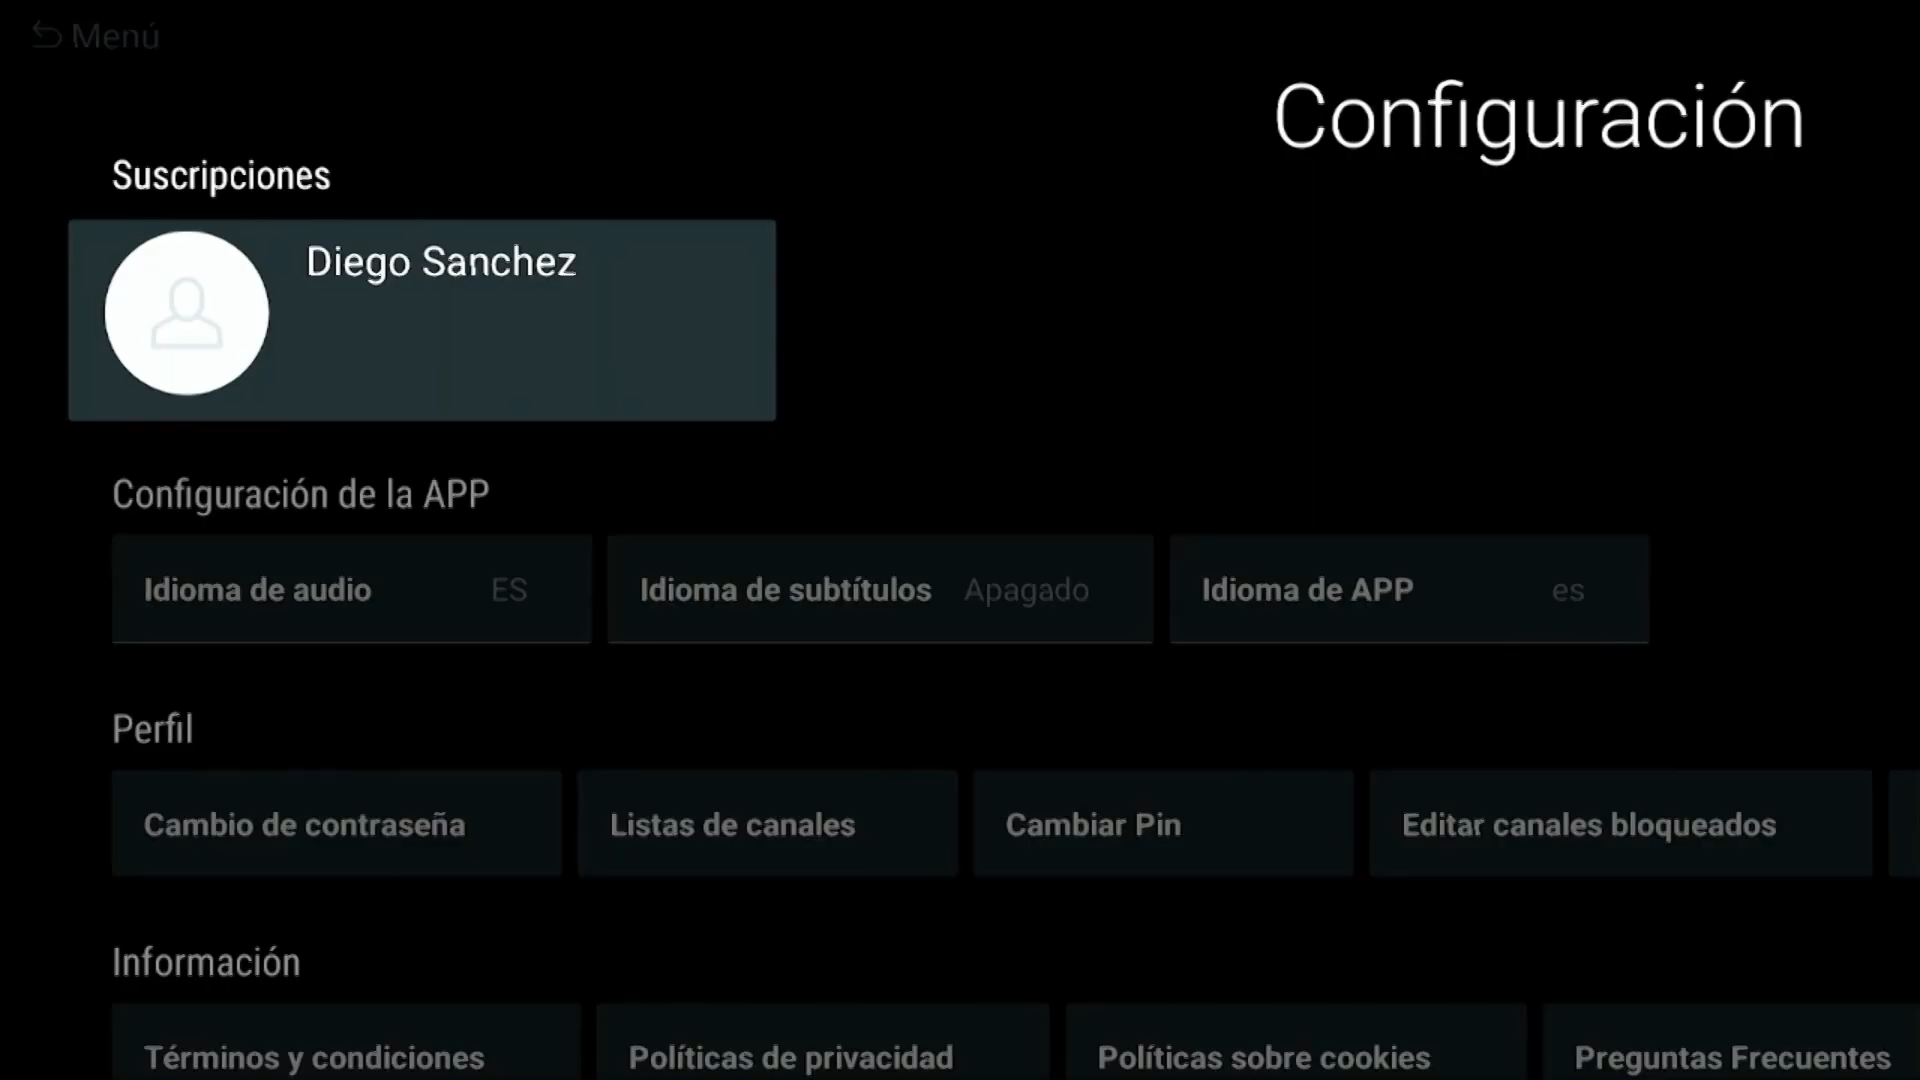 Menú
Configuración
Suscripciones
Diego Sanchez
Configuración de la APP
Idioma de audio ES Idioma de subtítulos Apagado Idioma de APP es
Perfil
Cambio de contraseña Listas de canales Cambiar Pin Editar canales bloqueados
Información
Términos y condiciones Políticas de privacidad Políticas sobre cookies Preguntas Frecuentes